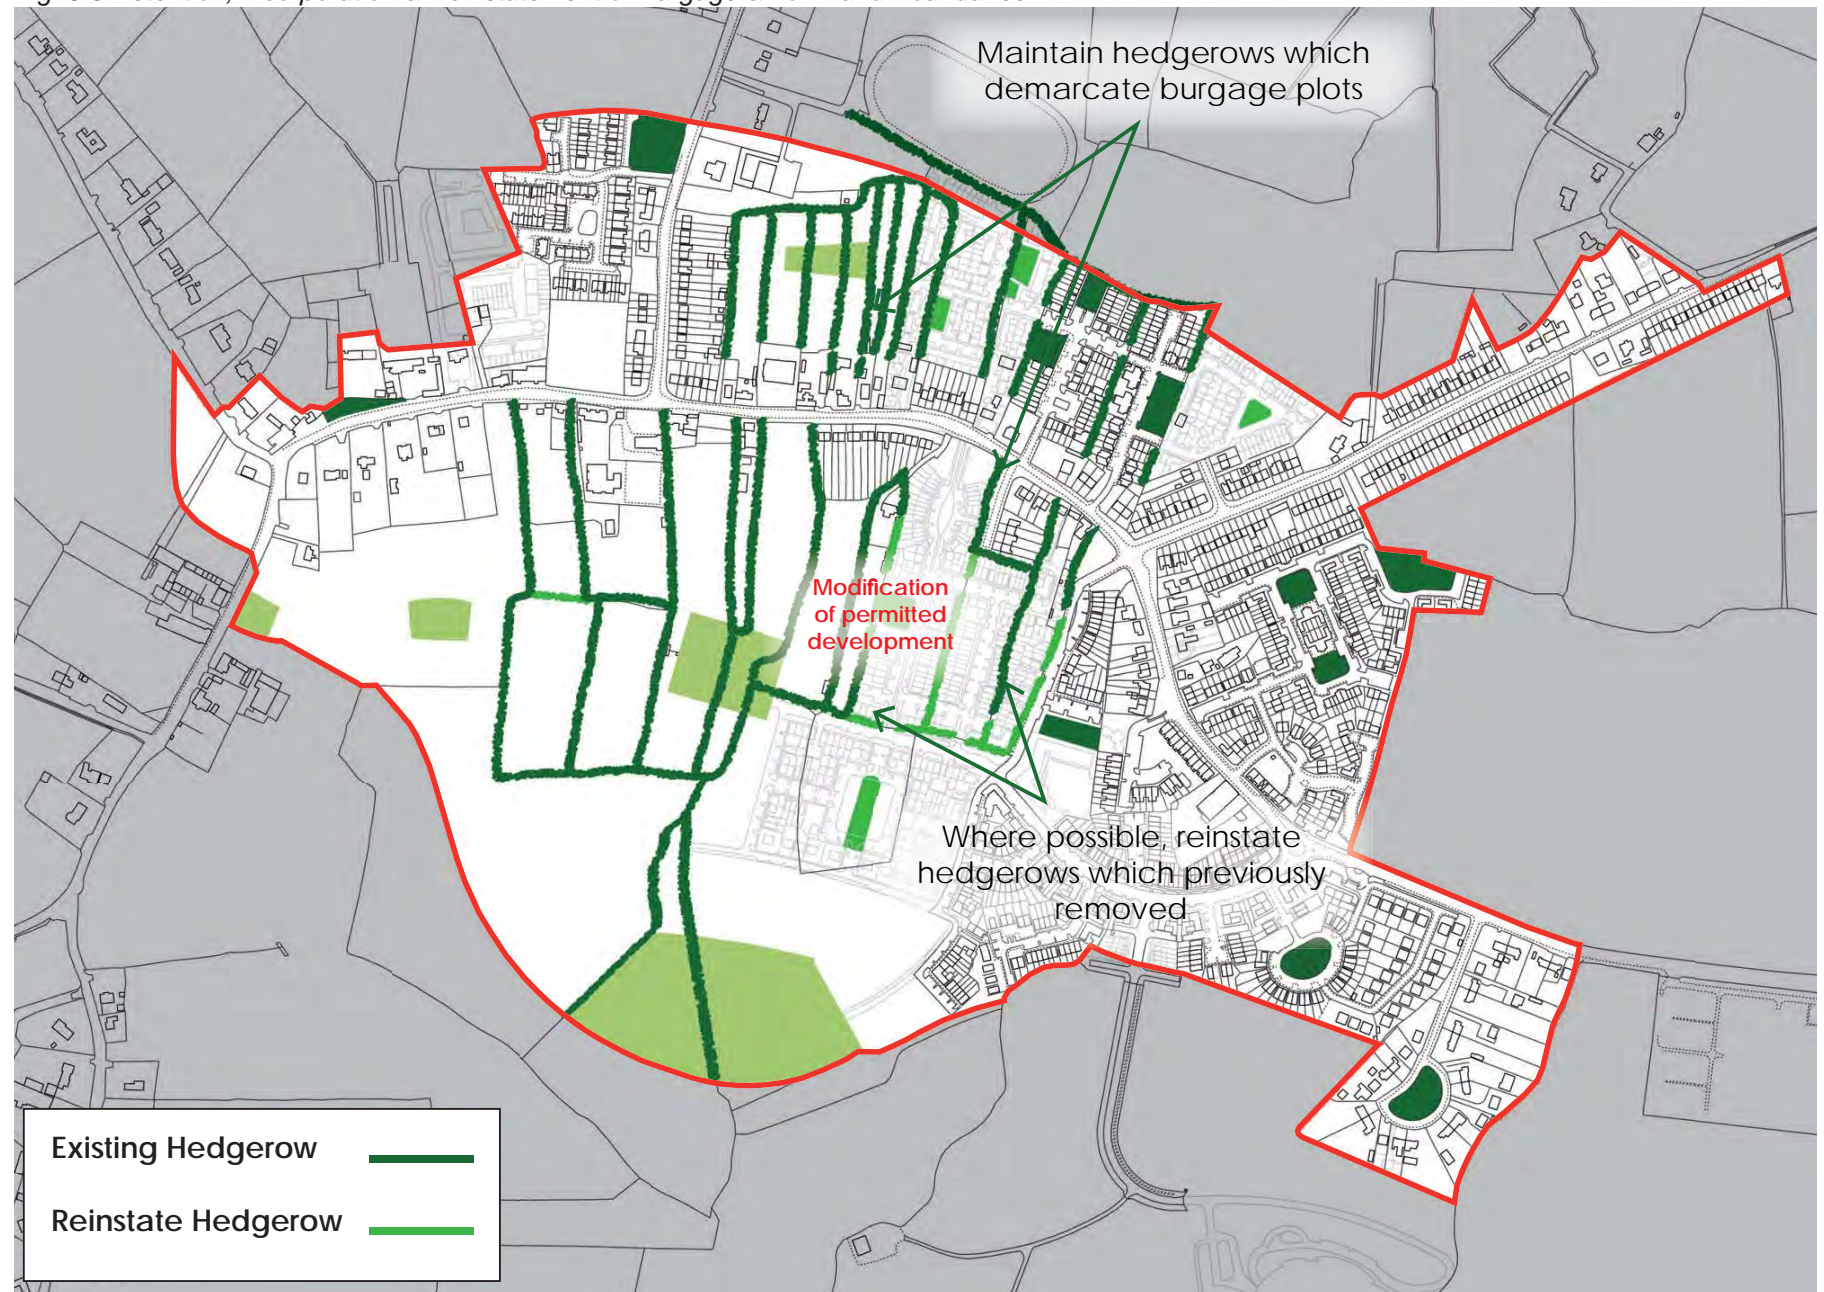 Maintain hedgerows which
demarcate burgage plots
Modification
of permitted
development
Where possible, reinstate
hedgerows which previously
removed
Existing Hedgerow
Reinstate Hedgerow